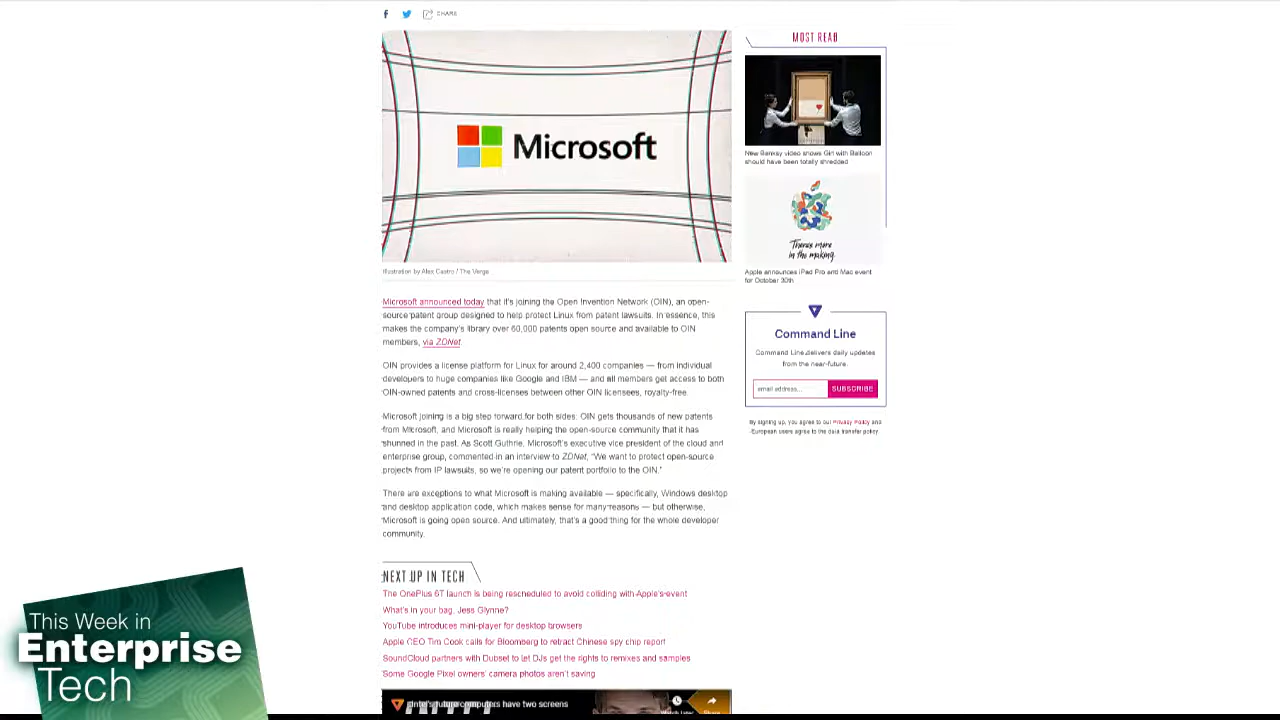 SHARE
Microsoft
Illustration by Alex Castro / The Verge
Microsoft announced today that it's joining the Open Invention Network (OIN), an open-
source patent group designed to help protect Linux from patent lawsuits. In essence, this
makes the company's library over 60,000 patents open source and available to OIN
members, via ZDNet.
OIN provides a license platform for Linux for around 2,400 companies — from individual
developers to huge companies like Google and IBM — and all members get access to both
OIN-owned patents and cross-licenses between other OIN licensees, royalty-free.
Microsoft joining is a big step forward for both sides: OIN gets thousands of new patents
from Microsoft, and Microsoft is really helping the open-source community that it has
shunned in the past. As Scott Guthrie, Microsoft's executive vice president of the cloud and
enterprise group, commented in an interview to ZDNet, "We want to protect open-source
projects from IP lawsuits, so we're opening our patent portfolio to the OIN."
There are exceptions to what Microsoft is making available — specifically, Windows desktop
and desktop application code, which makes sense for many reasons — but otherwise,
Microsoft is going open source. And ultimately, that's a good thing for the whole developer
community.
NEXT UP IN TECH
The OnePlus 6T launch is being rescheduled to avoid colliding with Apple's event
What's in your bag, Jess Glynne?
YouTube introduces mini-player for desktop browsers
Apple CEO Tim Cook calls for Bloomberg to retract Chinese spy chip report
SoundCloud partners with Dubset to let DJs get the rights to remixes and samples
Some Google Pixel owners' camera photos aren't saving
Intel's future computers have two screens
Watch later
Share
MOST READ
New Banksy video shows Girl with Balloon
should have been totally shredded
There's more
in the making.
Apple announces iPad Pro and Mac event
for October 30th
Command Line
Command Line delivers daily updates
from the near-future.
email address...
SUBSCRIBE
By signing up, you agree to our Privacy Policy and
European users agree to the data transfer policy.
This Week in
Enterprise
Tech